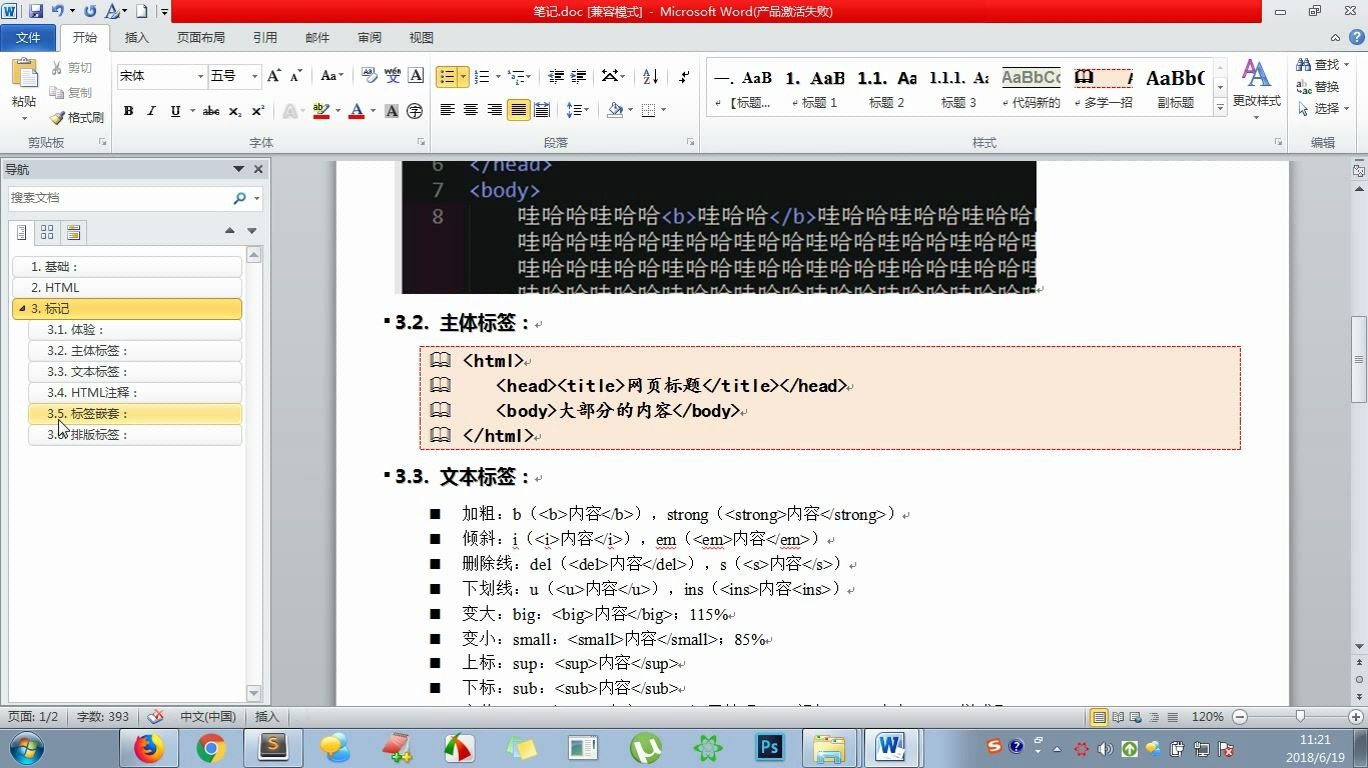 笔记.doc [兼容模式] - Microsoft Word(产品激活失败)
文件 开始 插入 页面布局 引用 邮件 审阅 视图
粘贴 剪切 复制 格式刷
宋体 五号
一. AaB 1. AaB 1.1. Aa 1.1.1. Aa AaBbCc AaBbC
【标题... 标题 1 标题 2 标题 3 代码新的 多学一招 副标题
更改样式
查找 替换 选择
剪贴板 字体 段落 样式 编辑
导航
搜索文档
1. 基础：
2. HTML
3. 标记
3.1. 体验：
3.2. 主体标签：
3.3. 文本标签：
3.4. HTML注释：
3.5. 标签嵌套：
3.6. 排版标签：
6 </head>
7 <body>
8 哇哈哈哇哈哈<b>哇哈哈</b>哇哈哈哇哈哈哇哈哈
哇哈哈哇哈哈哇哈哈哇哈哈哇哈哈哇哈哈哇哈哈哇
哇哈哈哇哈哈哇哈哈哇哈哈哇哈哈哇哈哈哇哈哈哇
3.2. 主体标签：
<html>
<head><title>网页标题</title></head>
<body>大部分的内容</body>
</html>
3.3. 文本标签：
加粗：b（<b>内容</b>），strong（<strong>内容</strong>）
倾斜：i（<i>内容</i>），em（<em>内容</em>）
删除线：del（<del>内容</del>），s（<s>内容</s>）
下划线：u（<u>内容</u>），ins（<ins>内容<ins>）
变大：big：<big>内容</big>；115%
变小：small：<small>内容</small>；85%
上标：sup：<sup>内容</sup>
下标：sub：<sub>内容</sub>
页面: 1/2 字数: 393 中文(中国) 插入 120%
11:21
2018/6/19